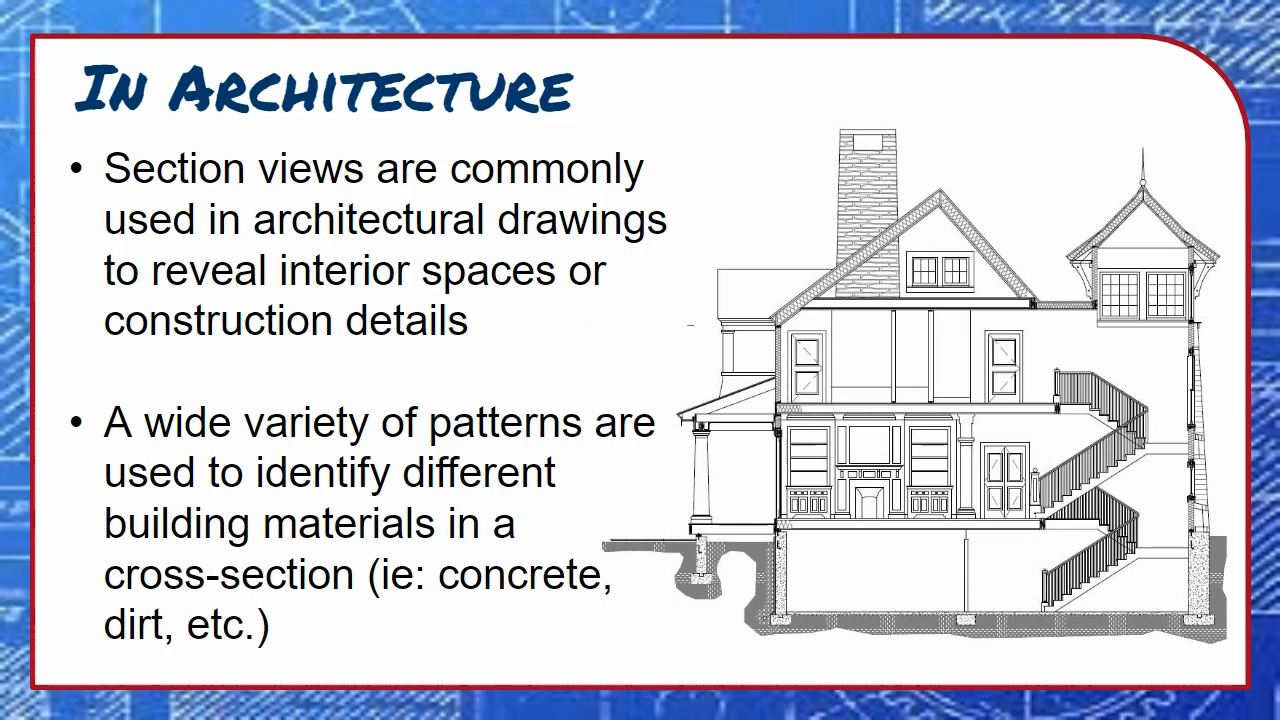 In Architecture
• Section views are commonly
used in architectural drawings
to reveal interior spaces or
construction details
• A wide variety of patterns are
used to identify different
building materials in a
cross-section (ie: concrete,
dirt, etc.)